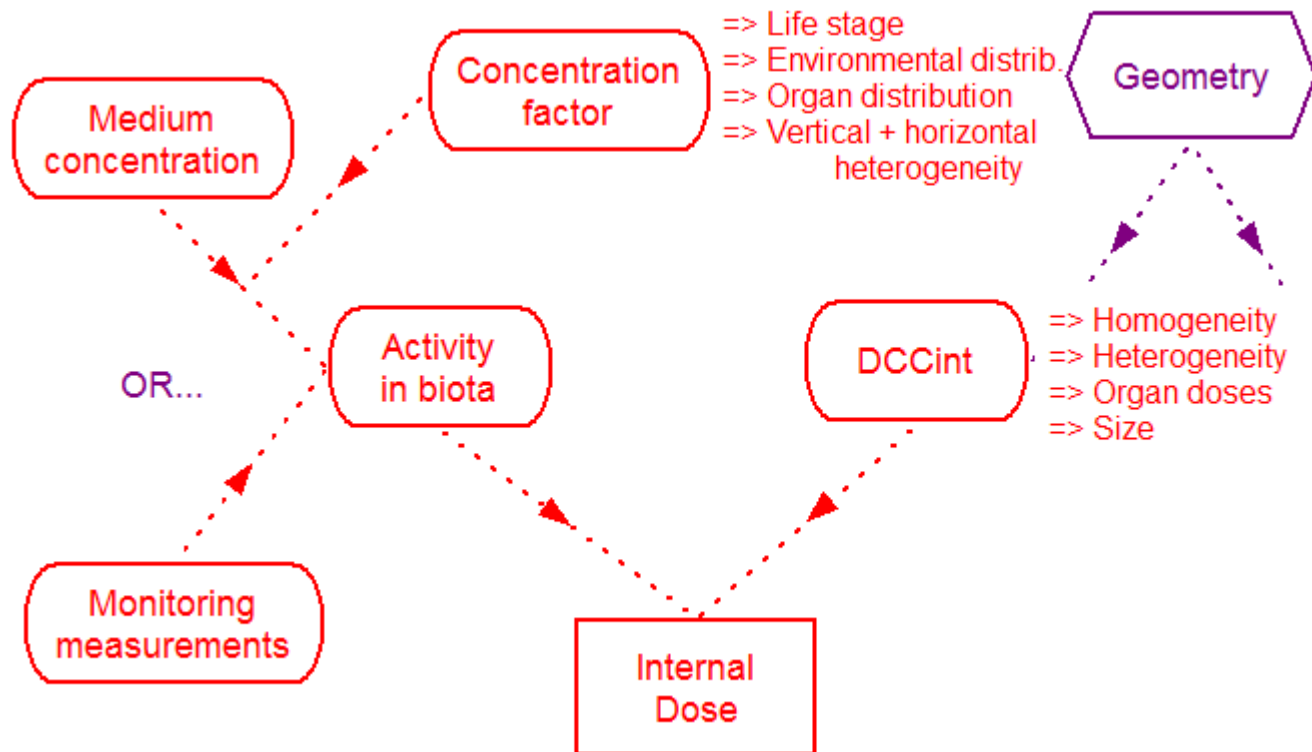 Medium
concentration
Concentration
factor
=> Life stage
=> Environmental distrib.
=> Organ distribution
=> Vertical + horizontal
heterogeneity
Geometry
OR...
Activity
in biota
DCCint
=> Homogeneity
=> Heterogeneity
=> Organ doses
=> Size
Monitoring
measurements
Internal
Dose